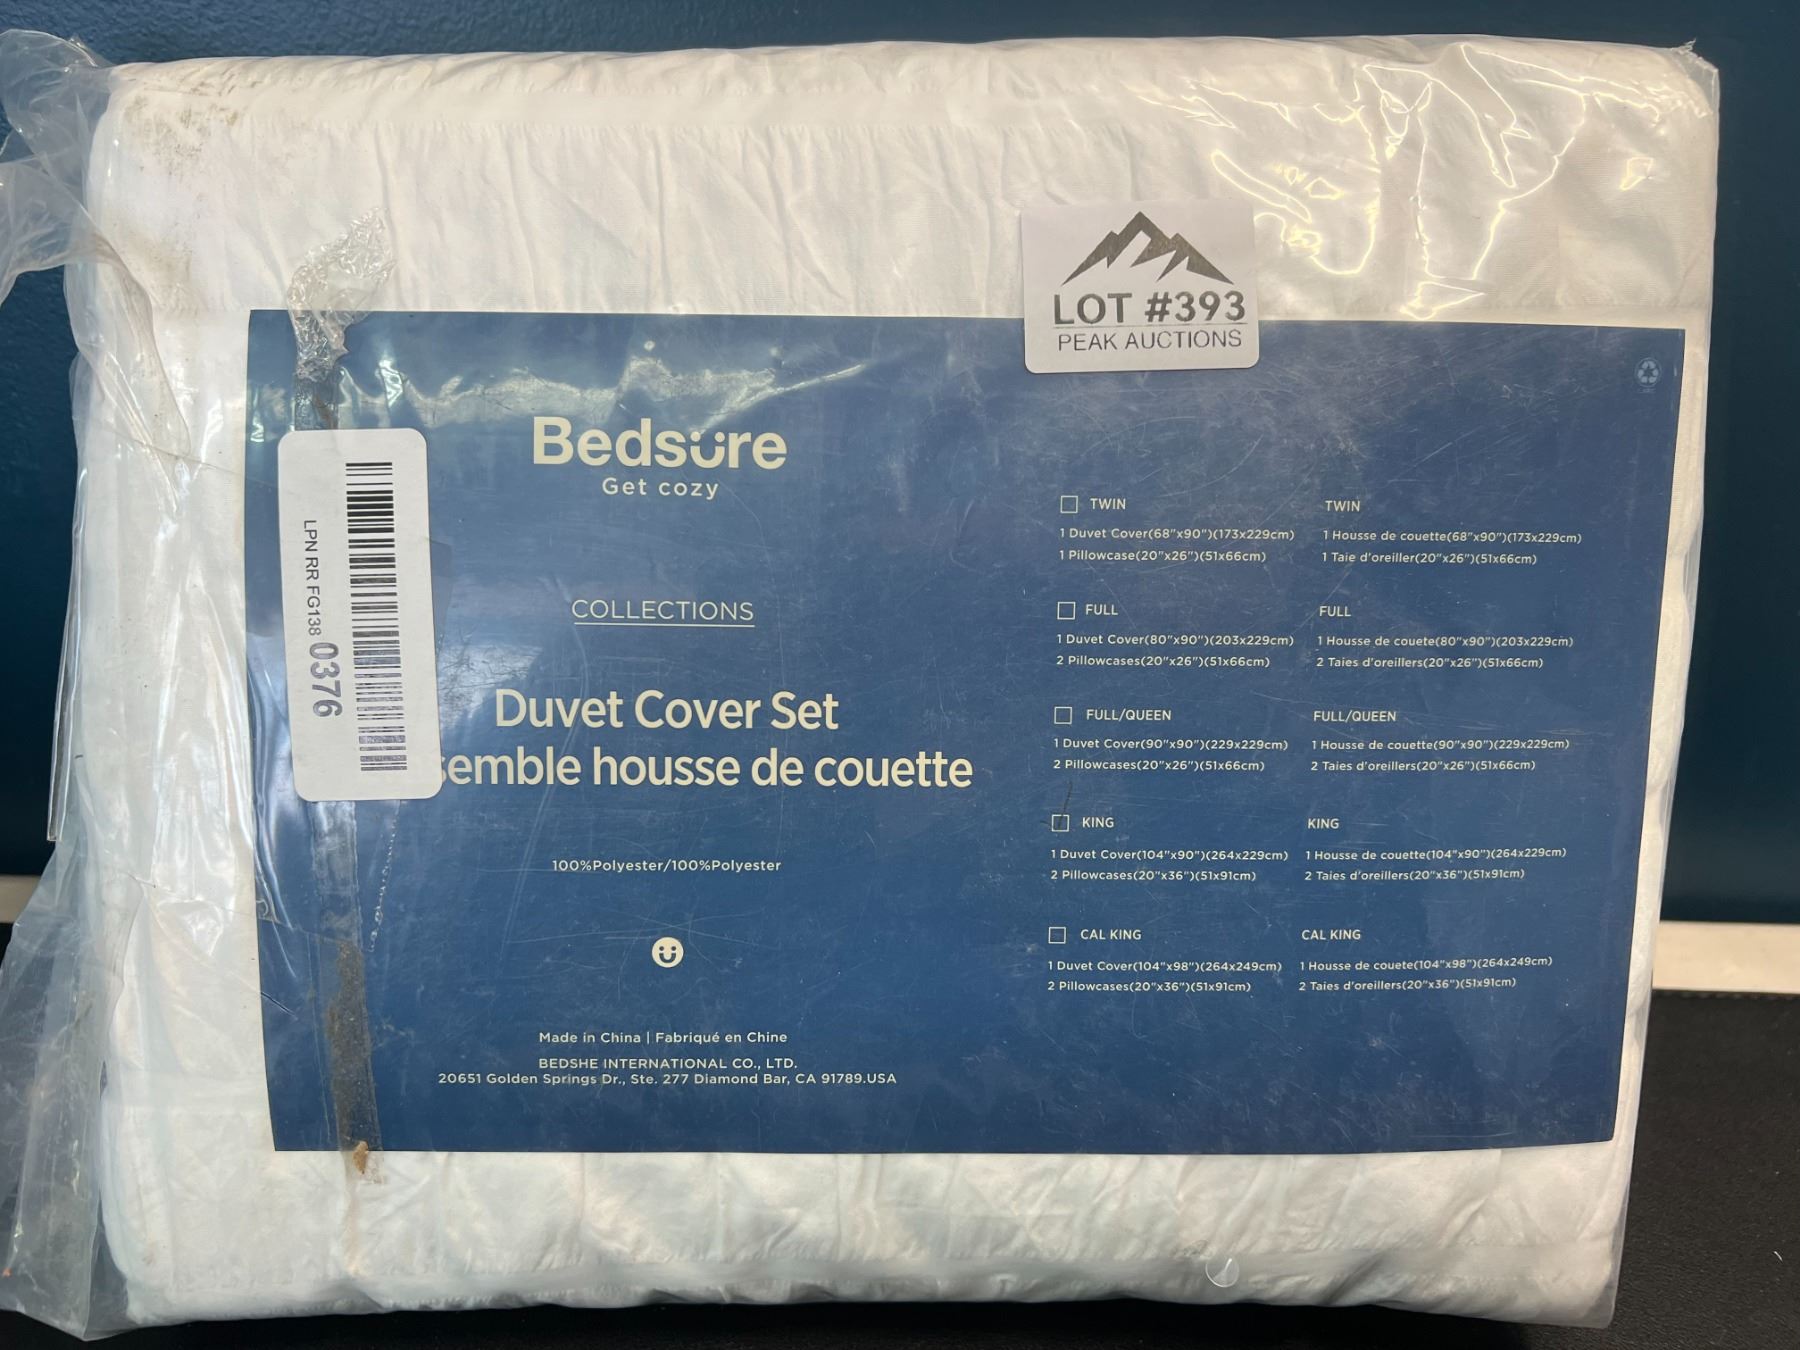 LOT #393
PEAK AUCTIONS
Bedsure
Get cozy
LPN RR FG138 0376
COLLECTIONS
Duvet Cover Set
semble housse de couette
100%Polyester/100%Polyester
Made in China | Fabriqué en Chine
BEDSHE INTERNATIONAL CO., LTD.
20651 Golden Springs Dr., Ste. 277 Diamond Bar, CA 91789.USA
TWIN
1 Duvet Cover(68"x90")(173x229cm)
1 Pillowcase(20"x26")(51x66cm)
TWIN
1 Housse de couette(68"x90")(173x229cm)
1 Taie d'oreiller(20"x26")(51x66cm)
FULL
1 Duvet Cover(80"x90")(203x229cm)
2 Pillowcases(20"x26")(51x66cm)
FULL
1 Housse de couete(80"x90")(203x229cm)
2 Taies d'oreillers(20"x26")(51x66cm)
FULL/QUEEN
1 Duvet Cover(90"x90")(229x229cm)
2 Pillowcases(20"x26")(51x66cm)
FULL/QUEEN
1 Housse de couette(90"x90")(229x229cm)
2 Taies d'oreillers(20"x26")(51x66cm)
KING
1 Duvet Cover(104"x90")(264x229cm)
2 Pillowcases(20"x36")(51x91cm)
KING
1 Housse de couette(104"x90")(264x229cm)
2 Taies d'oreillers(20"x36")(51x91cm)
CAL KING
1 Duvet Cover(104"x98")(264x249cm)
2 Pillowcases(20"x36")(51x91cm)
CAL KING
1 Housse de couete(104"x98")(264x249cm)
2 Taies d'oreillers(20"x36")(51x91cm)